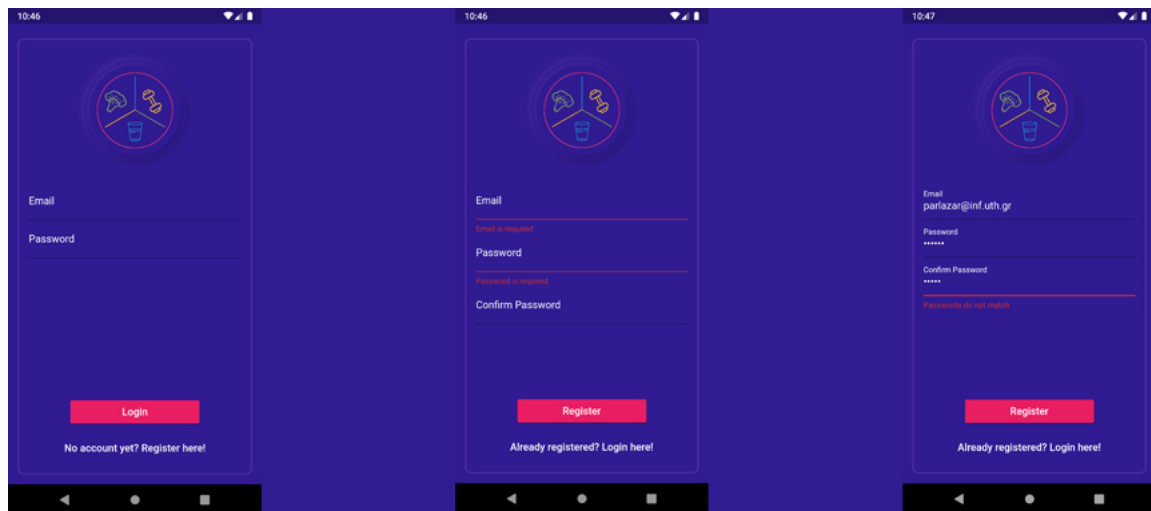 10:46
Email
Password
Login
No account yet? Register here!
10:46
Email
Email is required
Password
Password is required
Confirm Password
Register
Already registered? Login here!
10:47
Email
parlazar@inf.uth.gr
Password
••••••
Confirm Password
•••••
Passwords do not match
Register
Already registered? Login here!